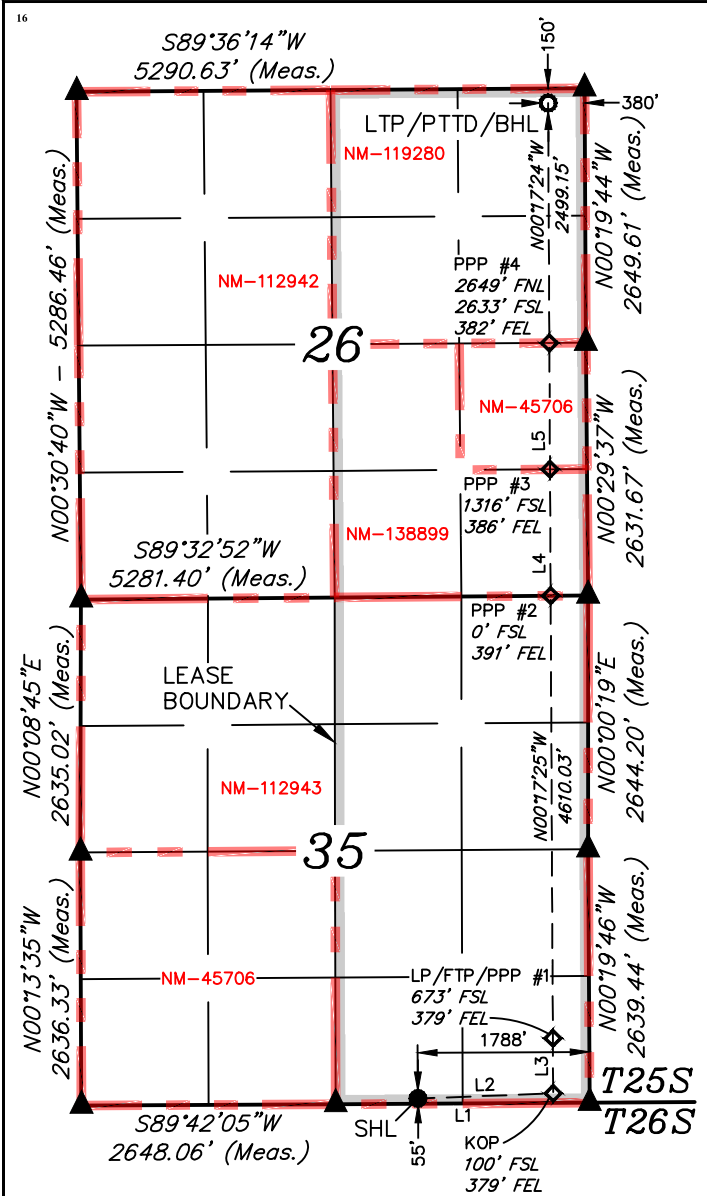 16
S89°36'14"W
5290.63' (Meas.)
150'
380'
LTP/PTTD/BHL
NM-119280
N00°17'24"W
2499.15'
N00°19'44"W
2649.61' (Meas.)
N00°30'40"W – 5286.46' (Meas.)
NM-112942
PPP #4
2649' FNL
2633' FSL
382' FEL
26
NM-45706
L5
N00°29'37"W
2631.67' (Meas.)
PPP #3
1316' FSL
386' FEL
NM-138899
L4
S89°32'52"W
5281.40' (Meas.)
PPP #2
0' FSL
391' FEL
N00°08'45"E
2635.02' (Meas.)
LEASE
BOUNDARY
N00°00'19"E
2644.20' (Meas.)
NM-112943
N00°17'25"W
4610.03'
35
N00°13'35"W
2636.33' (Meas.)
NM-45706
LP/FTP/PPP #1
673' FSL
379' FEL
N00°19'46"W
2639.44' (Meas.)
1788'
L3
L2
L1
T25S
T26S
S89°42'05"W
2648.06' (Meas.)
SHL
55'
KOP
100' FSL
379' FEL